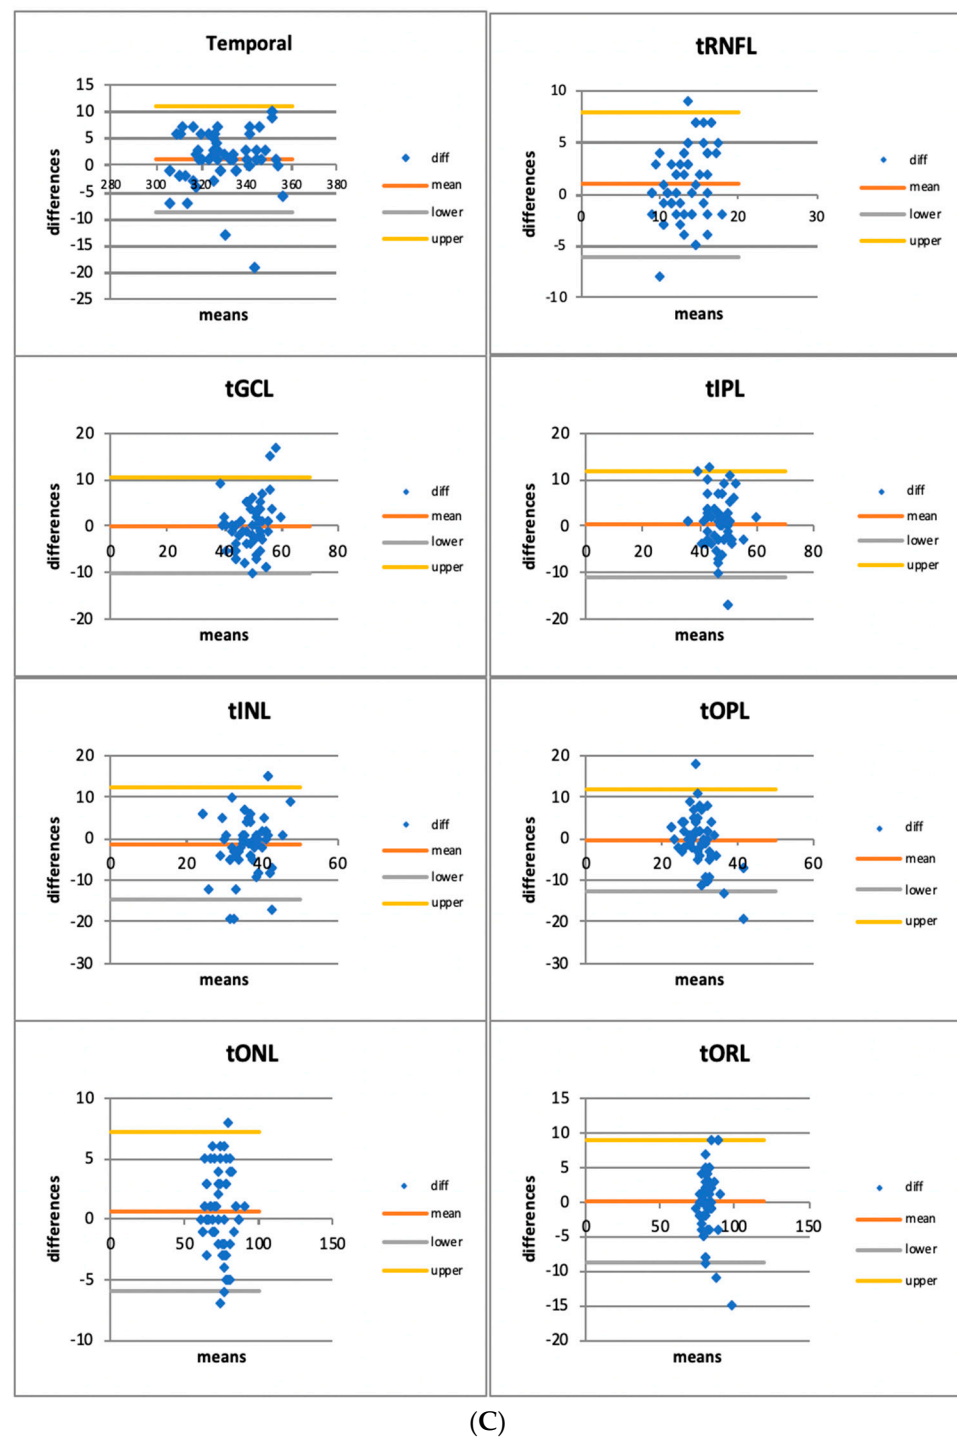 Temporal
15
10
5
0
-5
-10
-15
-20
-25
280 300 320 340 360 380
differences
means
diff
mean
lower
upper
tRNFL
10
5
0
-5
-10
0 10 20 30
differences
means
diff
mean
lower
upper
tGCL
20
10
0
-10
-20
0 20 40 60 80
differences
means
diff
mean
lower
upper
tIPL
20
10
0
-10
-20
0 20 40 60 80
differences
means
diff
mean
lower
upper
tINL
20
10
0
-10
-20
-30
0 20 40 60
differences
means
diff
mean
lower
upper
tOPL
20
10
0
-10
-20
-30
0 20 40 60
differences
means
diff
mean
lower
upper
tONL
10
5
0
-5
-10
0 50 100 150
differences
means
diff
mean
lower
upper
tORL
15
10
5
0
-5
-10
-15
-20
0 50 100 150
differences
means
diff
mean
lower
upper
(C)